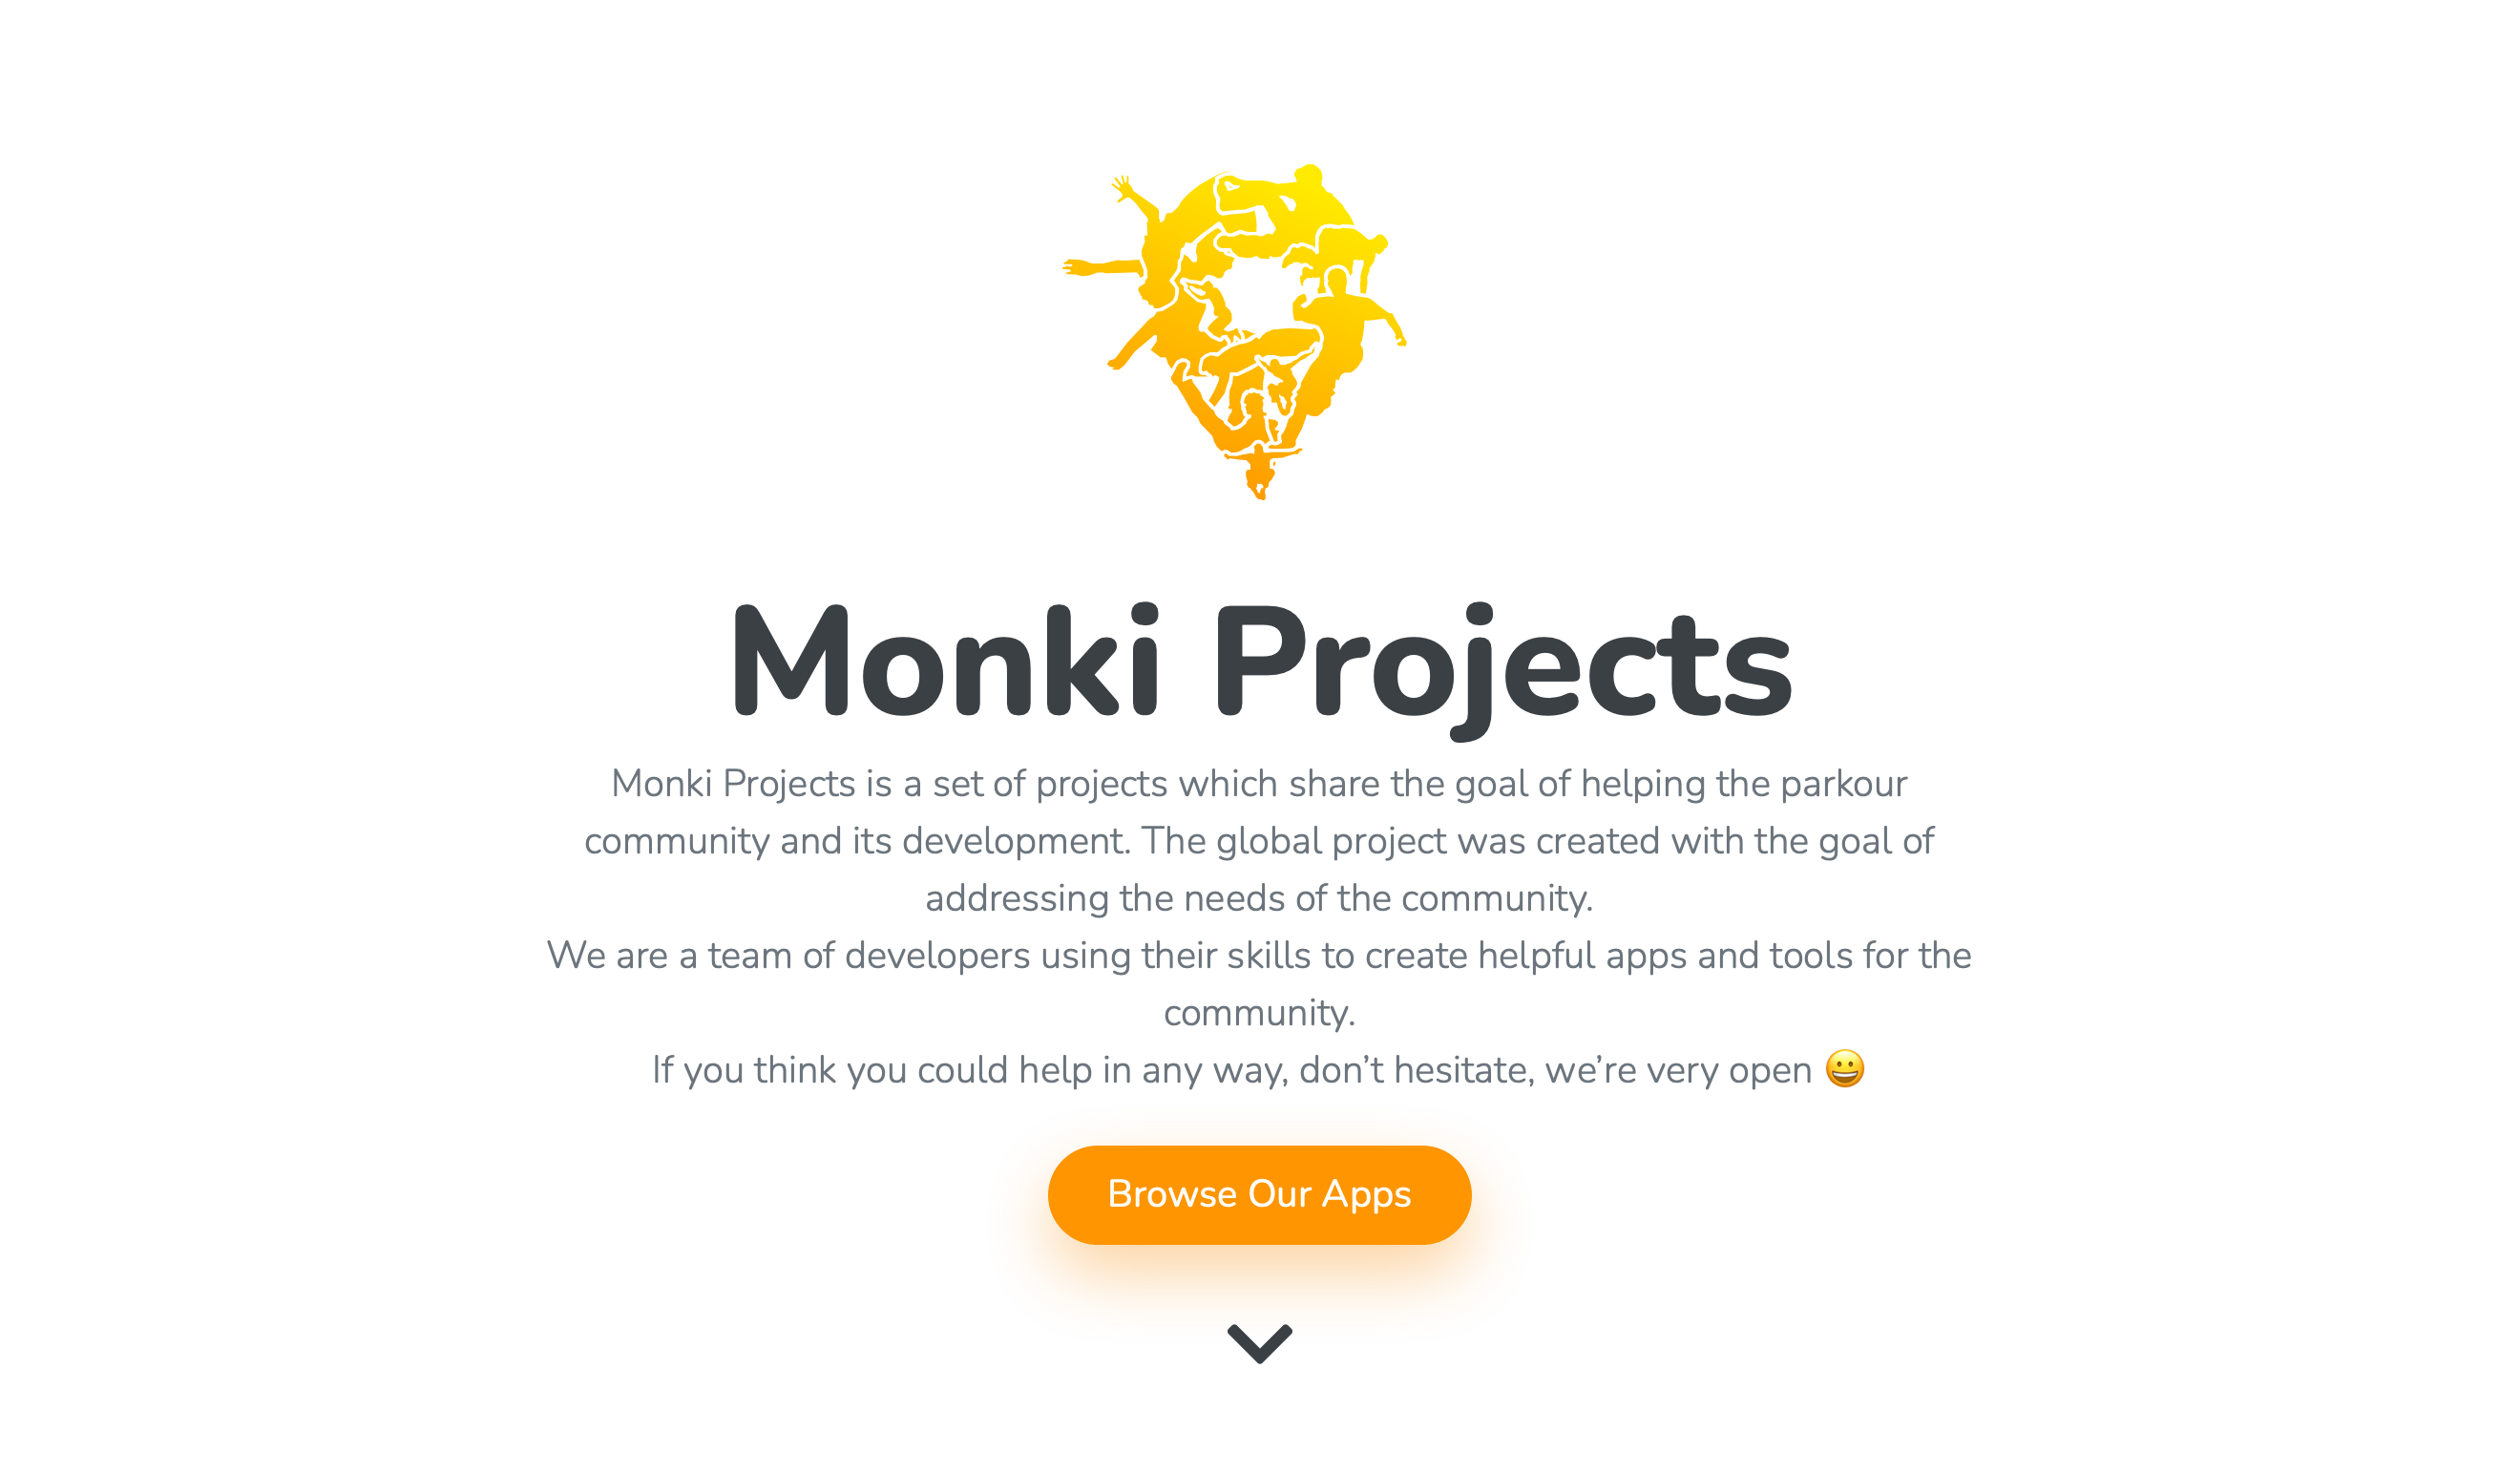 Monki Projects
Monki Projects is a set of projects which share the goal of helping the parkour
community and its development. The global project was created with the goal of
addressing the needs of the community.
We are a team of developers using their skills to create helpful apps and tools for the
community.
If you think you could help in any way, don’t hesitate, we’re very open 😀
Browse Our Apps